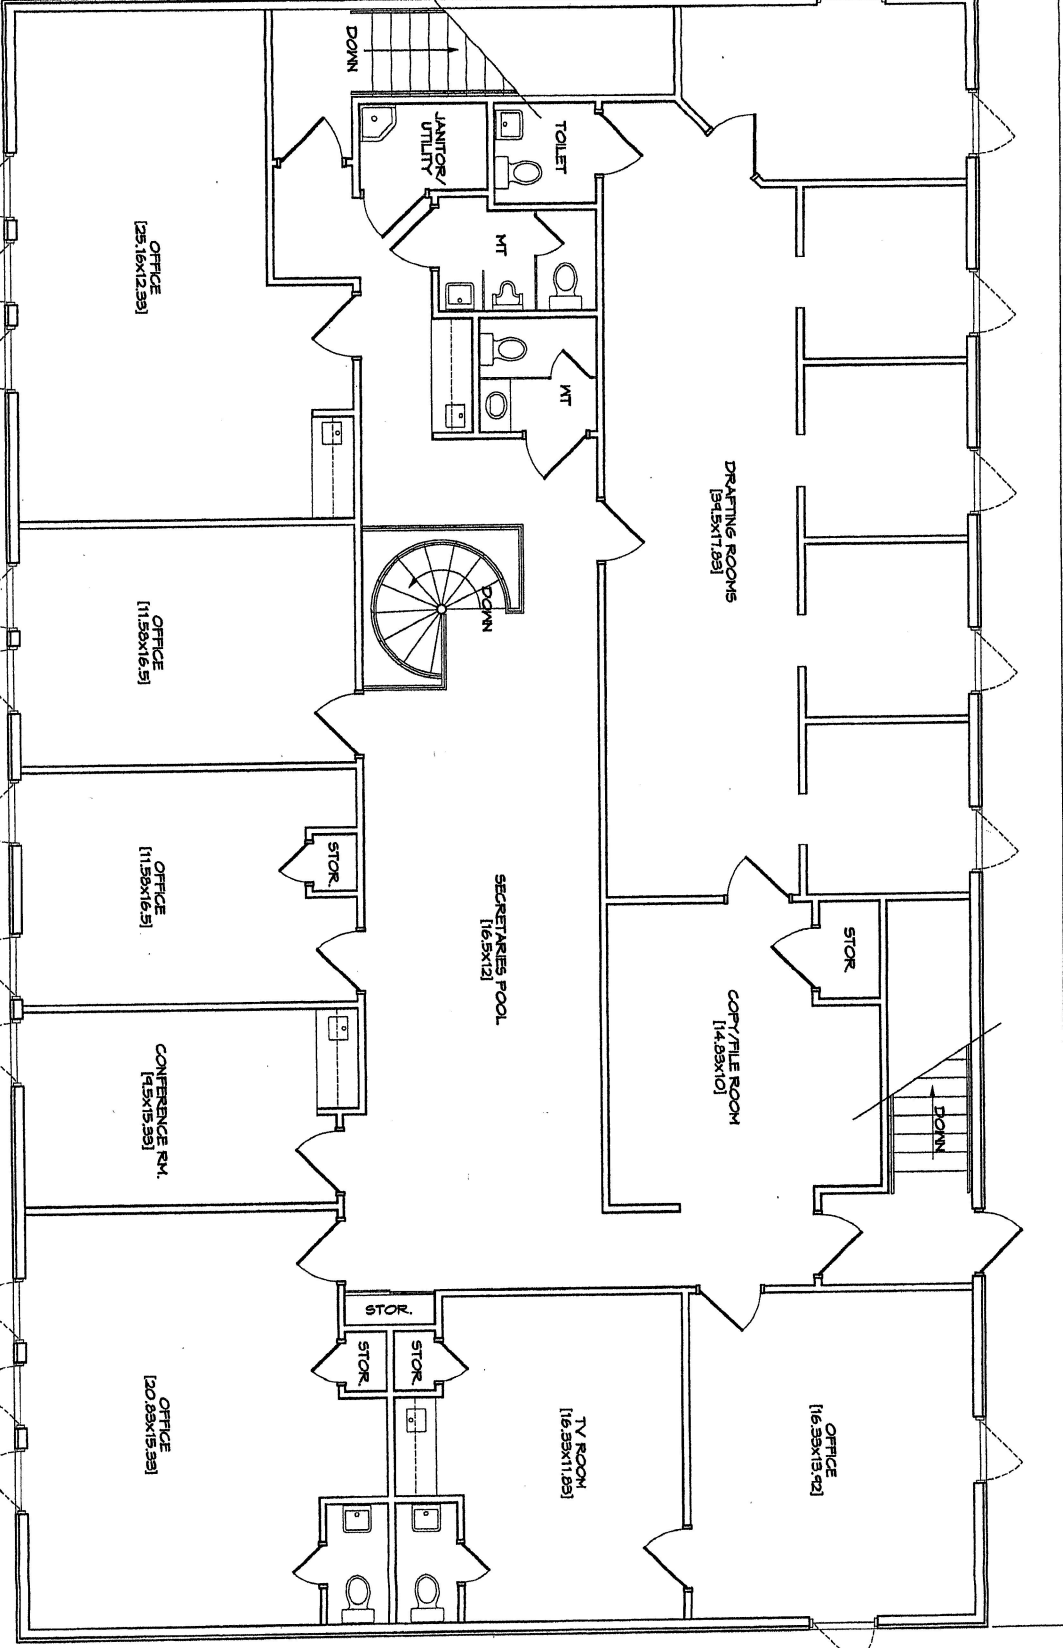 DOWN
JANITOR/
UTILITY
TOILET
OFFICE
[25.16x12.33]
MT
WT
DRAFTING ROOMS
[39.5x17.83]
OFFICE
[11.58x16.5]
DOWN
OFFICE
[11.58x16.5]
STOR.
SECRETARIES POOL
[16.5x12]
STOR.
COPY/FILE ROOM
[14.83x10]
DOWN
CONFERENCE RM.
[9.5x15.33]
STOR.
STOR.
STOR.
OFFICE
[20.83x15.33]
TV ROOM
[16.33x11.83]
OFFICE
[16.33x13.92]